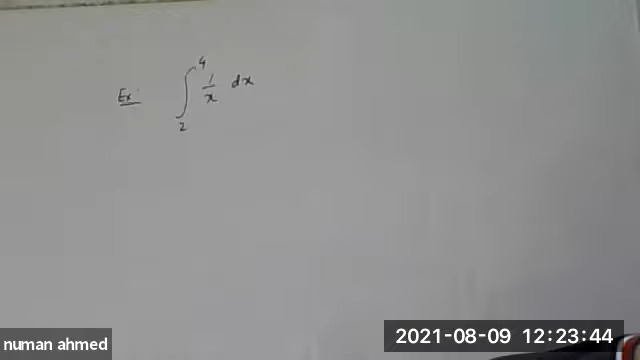 Ex: ∫₂⁴ 1/x dx
numan ahmed
2021-08-09 12:23:44